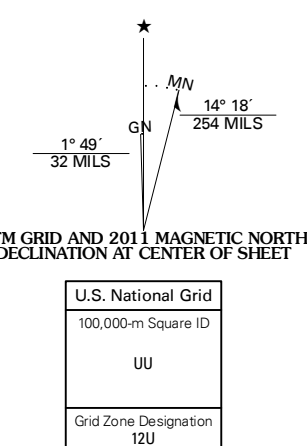 MN
GN
1° 49´
32 MILS
14° 18´
254 MILS
TM GRID AND 2011 MAGNETIC NORTH
DECLINATION AT CENTER OF SHEET
U.S. National Grid
100,000-m Square ID
UU
Grid Zone Designation
12U